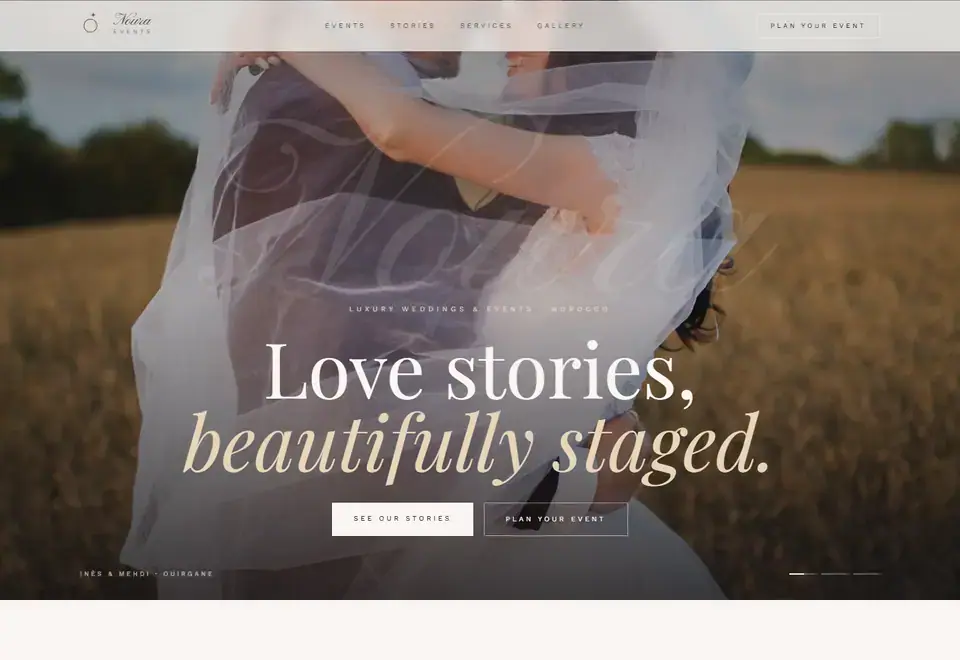 Noura
EVENTS
EVENTS STORIES SERVICES GALLERY
PLAN YOUR EVENT
Noura
LUXURY WEDDINGS & EVENTS · MOROCCO
Love stories,
beautifully staged.
SEE OUR STORIES
PLAN YOUR EVENT
INÈS & MEHDI · OUIRGANE